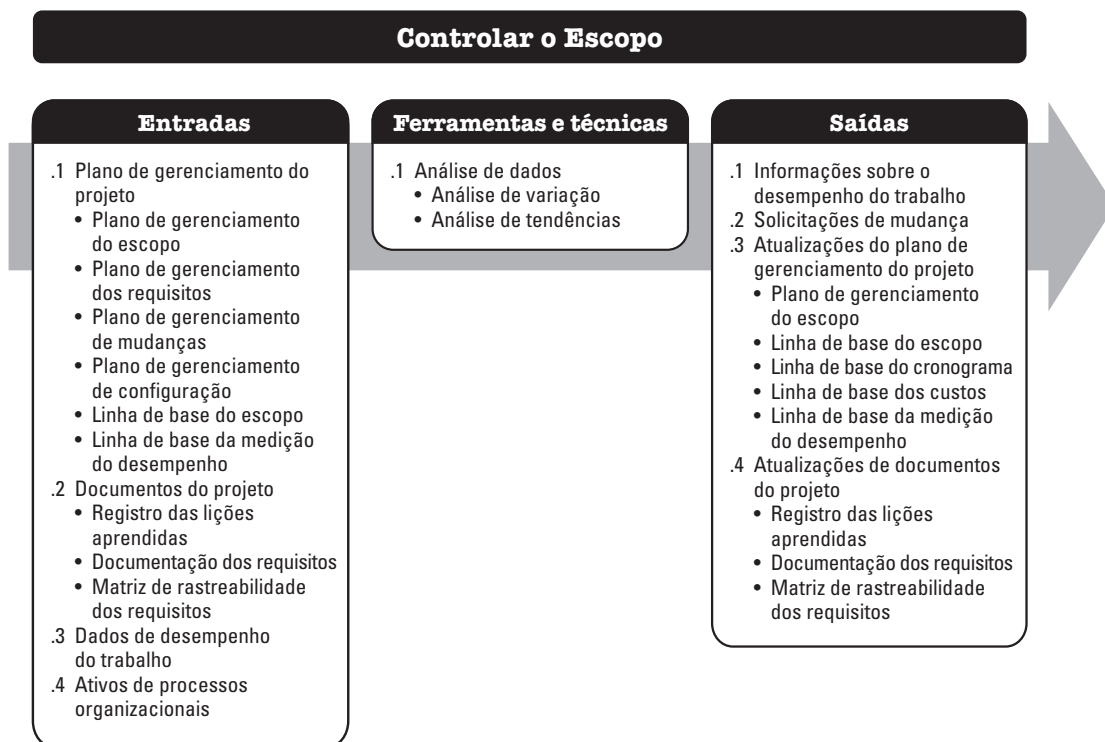 Controlar o Escopo
Entradas
.1 Plano de gerenciamento do
projeto
• Plano de gerenciamento
do escopo
• Plano de gerenciamento
dos requisitos
• Plano de gerenciamento
de mudanças
• Plano de gerenciamento
de configuração
• Linha de base do escopo
• Linha de base da medição
do desempenho
.2 Documentos do projeto
• Registro das lições
aprendidas
• Documentação dos requisitos
• Matriz de rastreabilidade
dos requisitos
.3 Dados de desempenho
do trabalho
.4 Ativos de processos
organizacionais
Ferramentas e técnicas
.1 Análise de dados
• Análise de variação
• Análise de tendências
Saídas
.1 Informações sobre o
desempenho do trabalho
.2 Solicitações de mudança
.3 Atualizações do plano de
gerenciamento do projeto
• Plano de gerenciamento
do escopo
• Linha de base do escopo
• Linha de base do cronograma
• Linha de base dos custos
• Linha de base da medição
do desempenho
.4 Atualizações de documentos
do projeto
• Registro das lições
aprendidas
• Documentação dos requisitos
• Matriz de rastreabilidade
dos requisitos